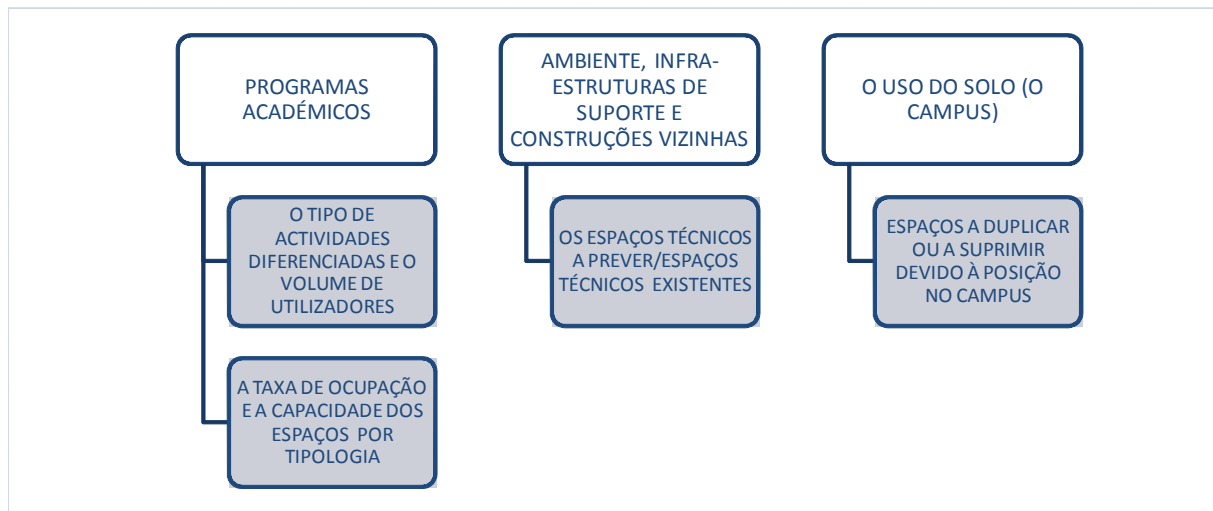 PROGRAMAS
ACADÉMICOS
O TIPO DE
ACTIVIDADES
DIFERENCIADAS E O
VOLUME DE
UTILIZADORES
A TAXA DE OCUPAÇÃO
E A CAPACIDADE DOS
ESPAÇOS POR
TIPOLOGIA
AMBIENTE, INFRA-
ESTRUTURAS DE
SUPORTE E
CONSTRUÇÕES VIZINHAS
OS ESPAÇOS TÉCNICOS
A PREVER/ESPAÇOS
TÉCNICOS EXISTENTES
O USO DO SOLO (O
CAMPUS)
ESPAÇOS A DUPLICAR
OU A SUPRIMIR
DEVIDO À POSIÇÃO
NO CAMPUS